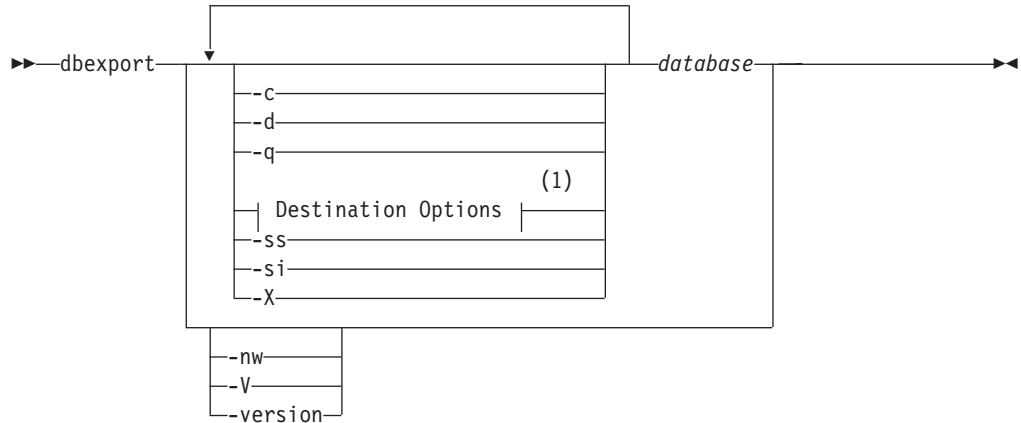 dbexport database
-c
-d
-q
(1)
Destination Options
-ss
-si
-X
-nw
-V
-version